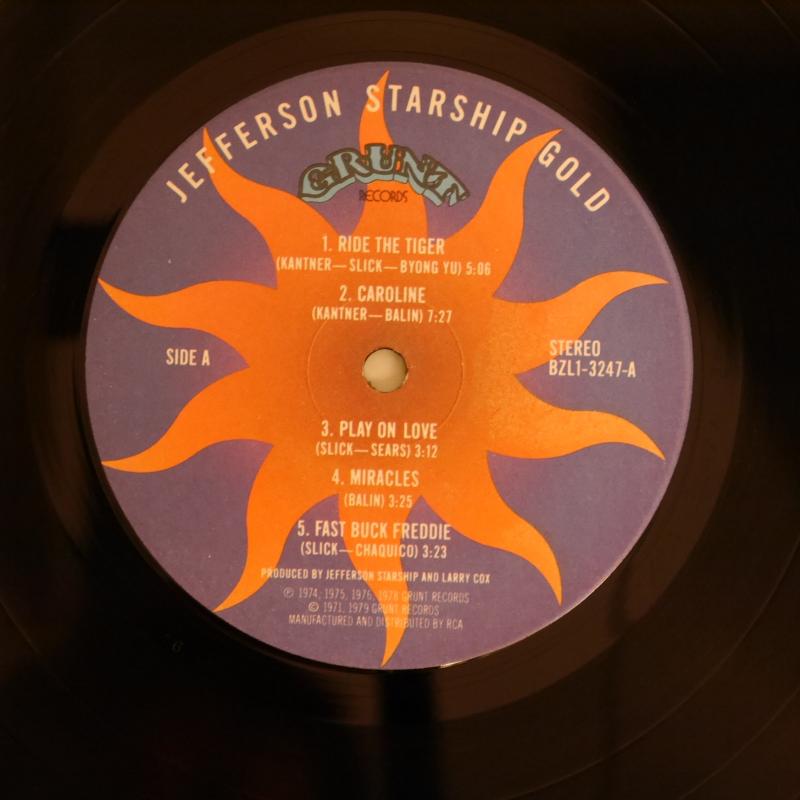 JEFFERSON STARSHIP GOLD
GRUNT
RECORDS
1. RIDE THE TIGER
(KANTNER—SLICK—BYONG YU) 5:06
2. CAROLINE
(KANTNER—BALIN) 7:27
SIDE A
STEREO
BZL1-3247-A
3. PLAY ON LOVE
(SLICK—SEARS) 3:12
4. MIRACLES
(BALIN) 3:25
5. FAST BUCK FREDDIE
(SLICK—CHAQUICO) 3:23
PRODUCED BY JEFFERSON STARSHIP AND LARRY COX
℗ 1974, 1975, 1976, 1978 GRUNT RECORDS
© 1971, 1979 GRUNT RECORDS
MANUFACTURED AND DISTRIBUTED BY RCA